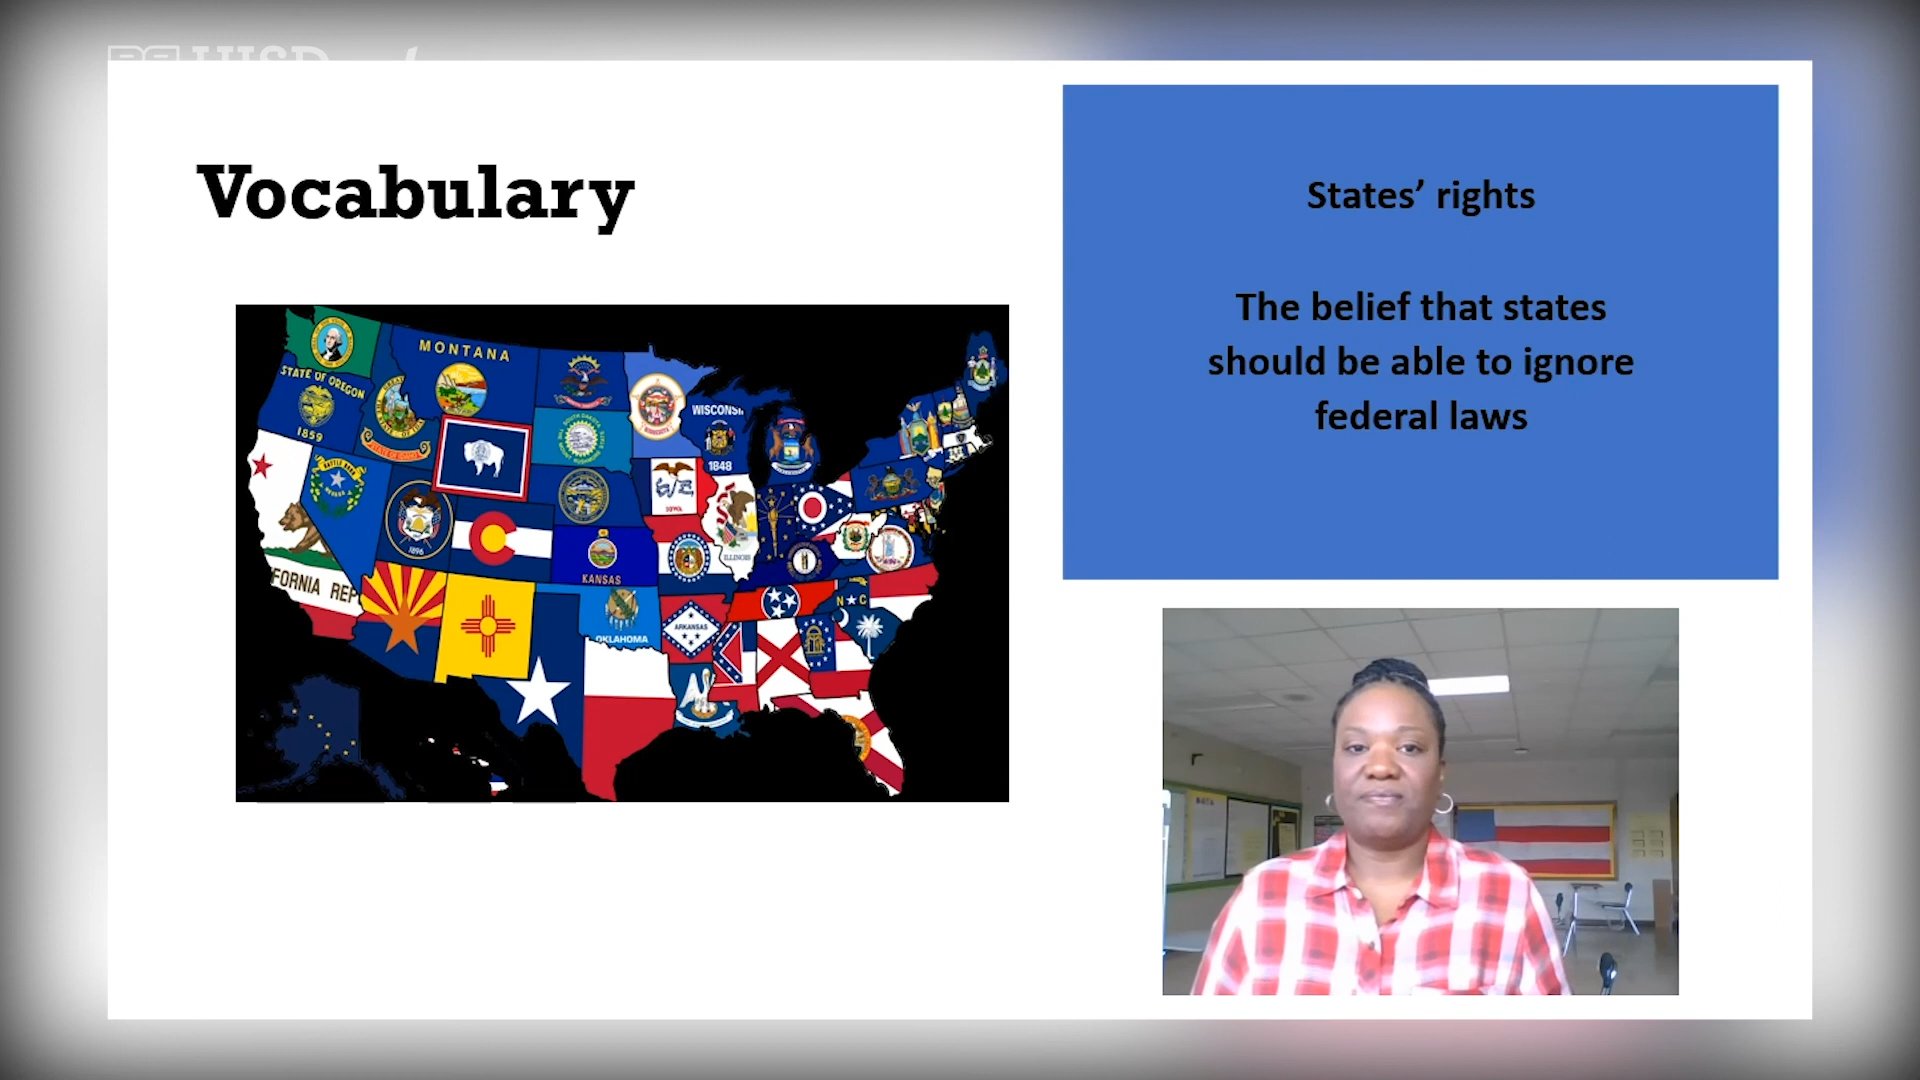 HISD
Vocabulary
States’ rights
The belief that states
should be able to ignore
federal laws
MONTANA
STATE OF OREGON
1859
WISCONSIN
1848
IOWA
ILLINOIS
1896
KANSAS
FORNIA REP
OKLAHOMA
ARKANSAS
N C